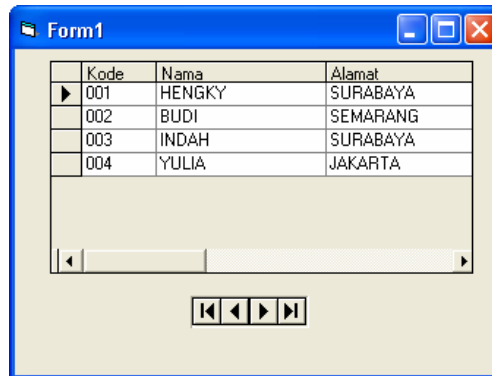 Form1
Kode Nama Alamat
001 HENGKY SURABAYA
002 BUDI SEMARANG
003 INDAH SURABAYA
004 YULIA JAKARTA